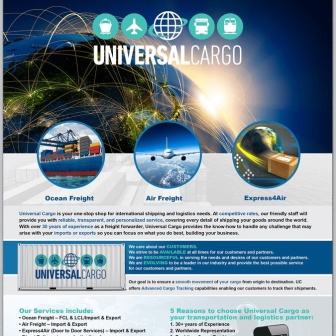 UNIVERSALCARGO
Ocean Freight
Air Freight
Express4Air
Universal Cargo is your one-stop shop for international shipping and logistics needs. At competitive rates, our friendly staff will
provide you with reliable, transparent, and personalized service, covering every detail of shipping your goods around the world.
With over 30 years of experience as a freight forwarder, Universal Cargo provides the know-how to handle any challenge that may
arise with your imports or exports so you can focus on what you do best, building your business.
UNIVERSALCARGO
We care about our CUSTOMERS.
We strive to be AVAILABLE at all times for our customers and partners.
We are RESOURCEFUL in serving the needs and desires of our customers and partners.
We are EVOLVING to be a leader in our industry and provide the best possible service
for our customers and partners.
Our goal is to ensure a smooth movement of your cargo from origin to destination. UC
offers Advanced Cargo Tracking capabilities enabling our customers to track their shipments.
Our Services include:
• Ocean Freight – FCL & LCL/Import & Export
• Air Freight – Import & Export
• Express4Air (Door to Door Services) – Import & Export
5 Reasons to choose Universal Cargo as
your transportation and logistics partner:
1. 30+ years of Experience
2. Worldwide Representation